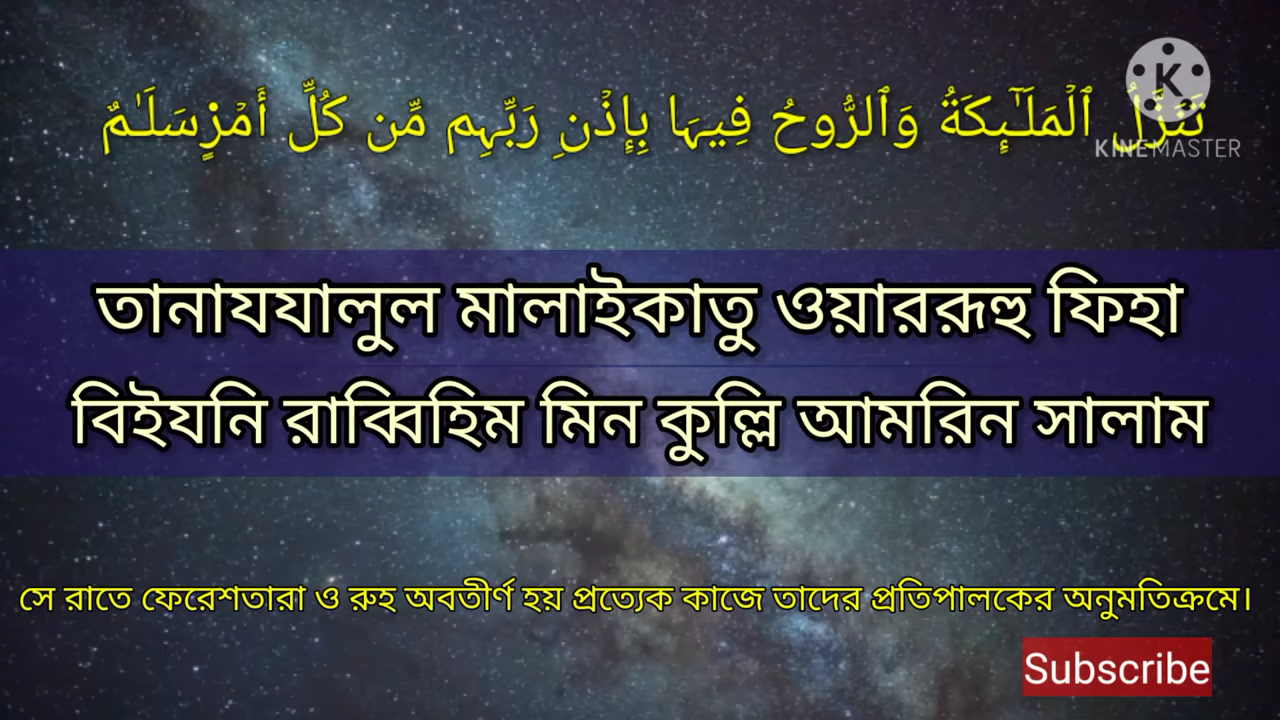 تَنَزَّلُ ٱلْمَلَـٰٓئِكَةُ وَٱلرُّوحُ فِيهَا بِإِذْنِ رَبِّهِم مِّن كُلِّ أَمْرٍۢسَلَـٰمٌ
KINEMASTER
তানাযযালুল মালাইকাতু ওয়াররূহু ফিহা
বিইযনি রাব্বিহিম মিন কুল্লি আমরিন সালাম
সে রাতে ফেরেশতারা ও রুহ অবতীর্ণ হয় প্রত্যেক কাজে তাদের প্রতিপালকের অনুমতিক্রমে।
Subscribe